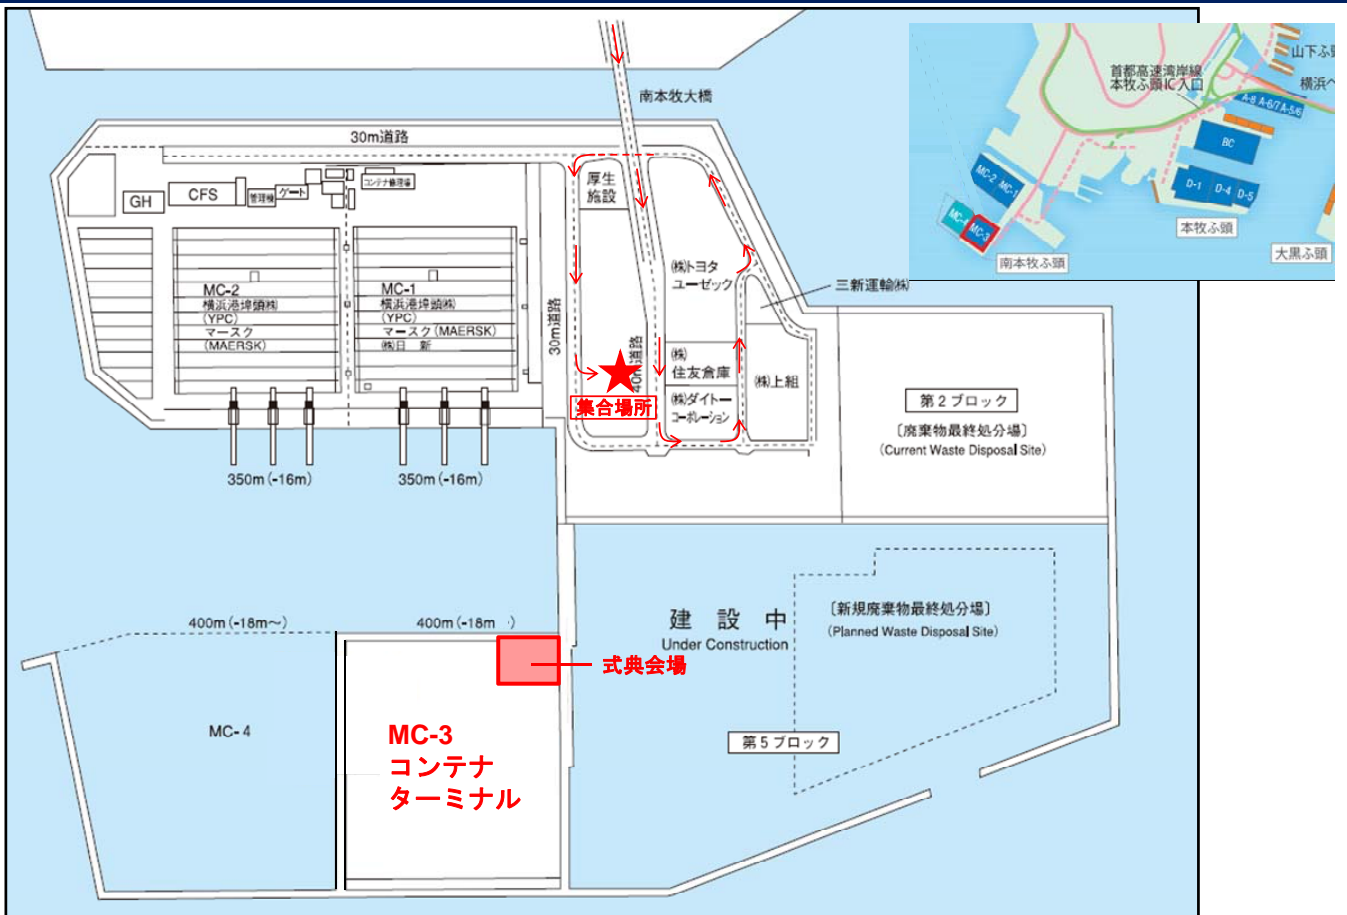 南本牧大橋
30m道路
GH
CFS
管理棟
ゲート
コンテナ修理場
厚生
施設
㈱トヨタ
ユーゼック
三新運輸㈱
MC-2
横浜港埠頭㈱
(YPC)
マースク
(MAERSK)
MC-1
横浜港埠頭㈱
(YPC)
マースク(MAERSK)
㈱日 新
30m道路
40m道路
㈱
住友倉庫
㈱ダイトー
コーポレーション
㈱上組
集合場所
350m(-16m)
350m(-16m)
第2ブロック
〔廃棄物最終処分場〕
(Current Waste Disposal Site)
400m(-18m～)
400m(-18m )
建 設 中
Under Construction
〔新規廃棄物最終処分場〕
(Planned Waste Disposal Site)
式典会場
MC-4
MC-3
コンテナ
ターミナル
第5ブロック
首都高速湾岸線
本牧ふ頭IC入口
山下ふ頭
横浜ベ
A-8 A-6/7 A-5/6
BC
D-1
D-4
D-5
MC-2
MC-1
MC-4
MC-3
本牧ふ頭
南本牧ふ頭
大黒ふ頭